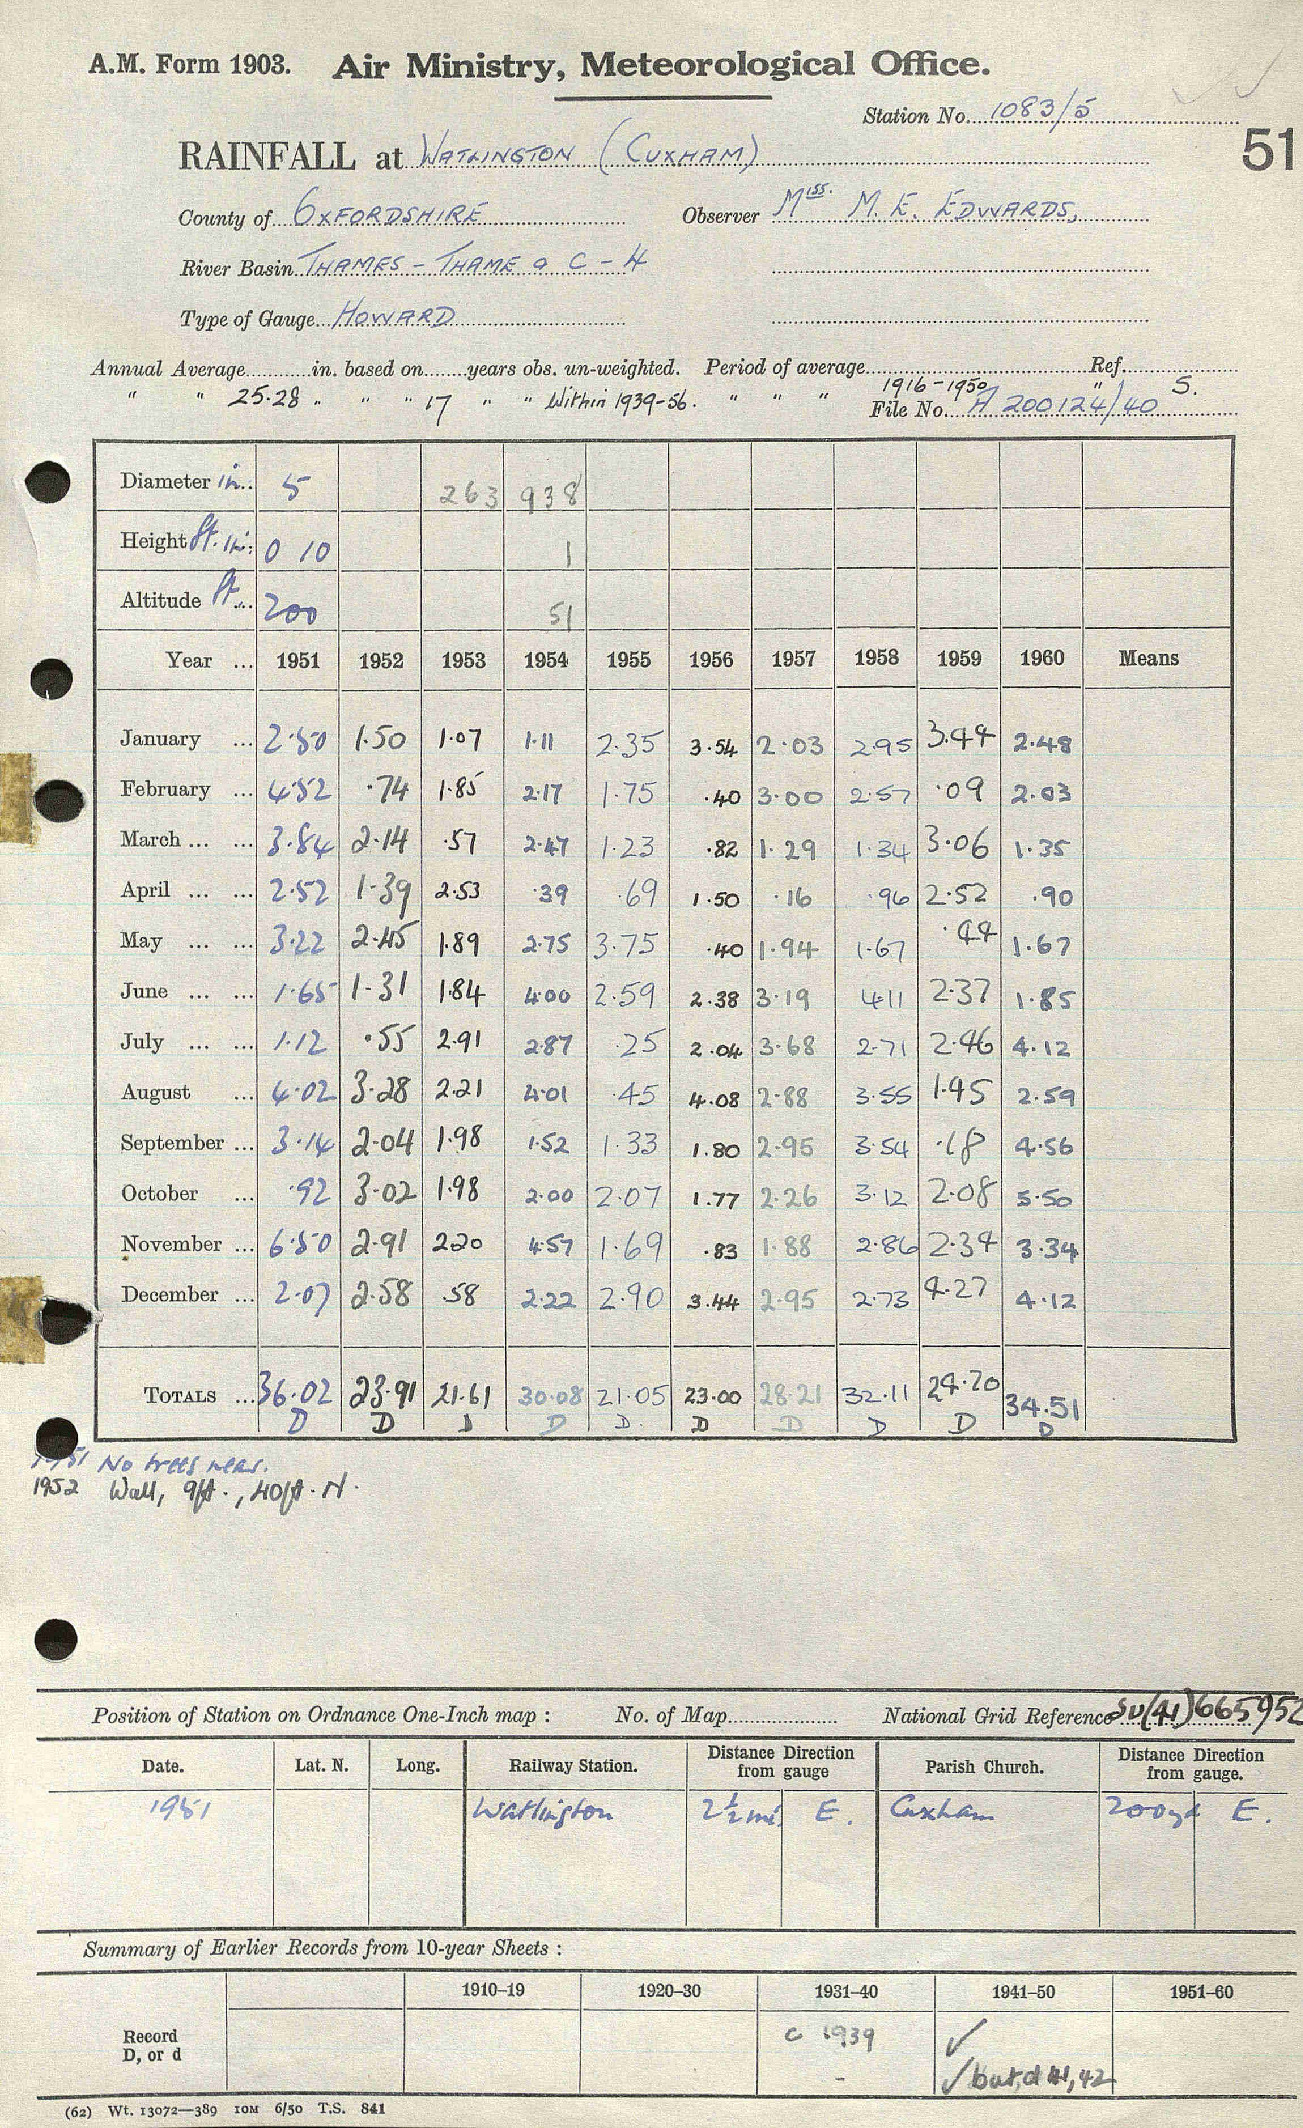 A.M. Form 1903. Air Ministry, Meteorological Office.
Station No. 1083/5
51
RAINFALL at WATLINGTON (CUXHAM)
County of OXFORDSHIRE Observer Miss. M. E. EDWARDS,
River Basin THAMES - THAME a C - H
Type of Gauge HOWARD
Annual Average in. based on years obs. un-weighted. Period of average Ref.
" " 25.28 " " " 17 " " Within 1939-56. " " " 1916-1950 " S.
File No. A 200124/40
Diameter in. 5 263 938
Height ft. in. 0 10 1
Altitude ft. 200 51
Year ... 1951 1952 1953 1954 1955 1956 1957 1958 1959 1960 Means
January ... 2.50 1.50 1.07 1.11 2.35 3.54 2.03 2.95 3.44 2.48
February ... 4.52 .74 1.85 2.17 1.75 .40 3.00 2.57 .09 2.03
March ... ... 3.84 2.14 .57 2.47 1.23 .82 1.29 1.34 3.06 1.35
April ... ... 2.52 1.39 2.53 .39 .69 1.50 .16 .96 2.52 .90
May ... ... 3.22 2.45 1.89 2.75 3.75 .40 1.94 1.67 .44 1.67
June ... ... 1.65 1.31 1.84 4.00 2.59 2.38 3.19 4.11 2.37 1.85
July ... ... 1.12 .55 2.91 2.87 .25 2.04 3.68 2.71 2.46 4.12
August ... 4.02 3.28 2.21 4.01 .45 4.08 2.88 3.55 1.45 2.59
September ... 3.14 2.04 1.98 1.52 1.33 1.80 2.95 3.54 .18 4.56
October ... .92 3.02 1.98 2.00 2.07 1.77 2.26 3.12 2.08 5.50
November ... 6.50 2.91 2.20 4.57 1.69 .83 1.88 2.86 2.34 3.34
December ... 2.07 2.58 .58 2.22 2.90 3.44 2.95 2.73 4.27 4.12
TOTALS ... 36.02 23.91 21.61 30.08 21.05 23.00 28.21 32.11 24.70 34.51
D D D D D D D D D D
1951 No trees near.
1952 Wall, 9ft., 40ft. N.
Position of Station on Ordnance One-Inch map : No. of Map National Grid Reference SU(41)665952
Date. Lat. N. Long. Railway Station. Distance Direction from gauge Parish Church. Distance Direction from gauge.
1951 Watlington 2½ mi. E. Cuxham 200yd E.
Summary of Earlier Records from 10-year Sheets :
1910–19 1920–30 1931–40 1941–50 1951–60
Record c 1939 ✓
D, or d - ✓ but d 41, 42
(62) Wt. 13072—389 10M 6/50 T.S. 841